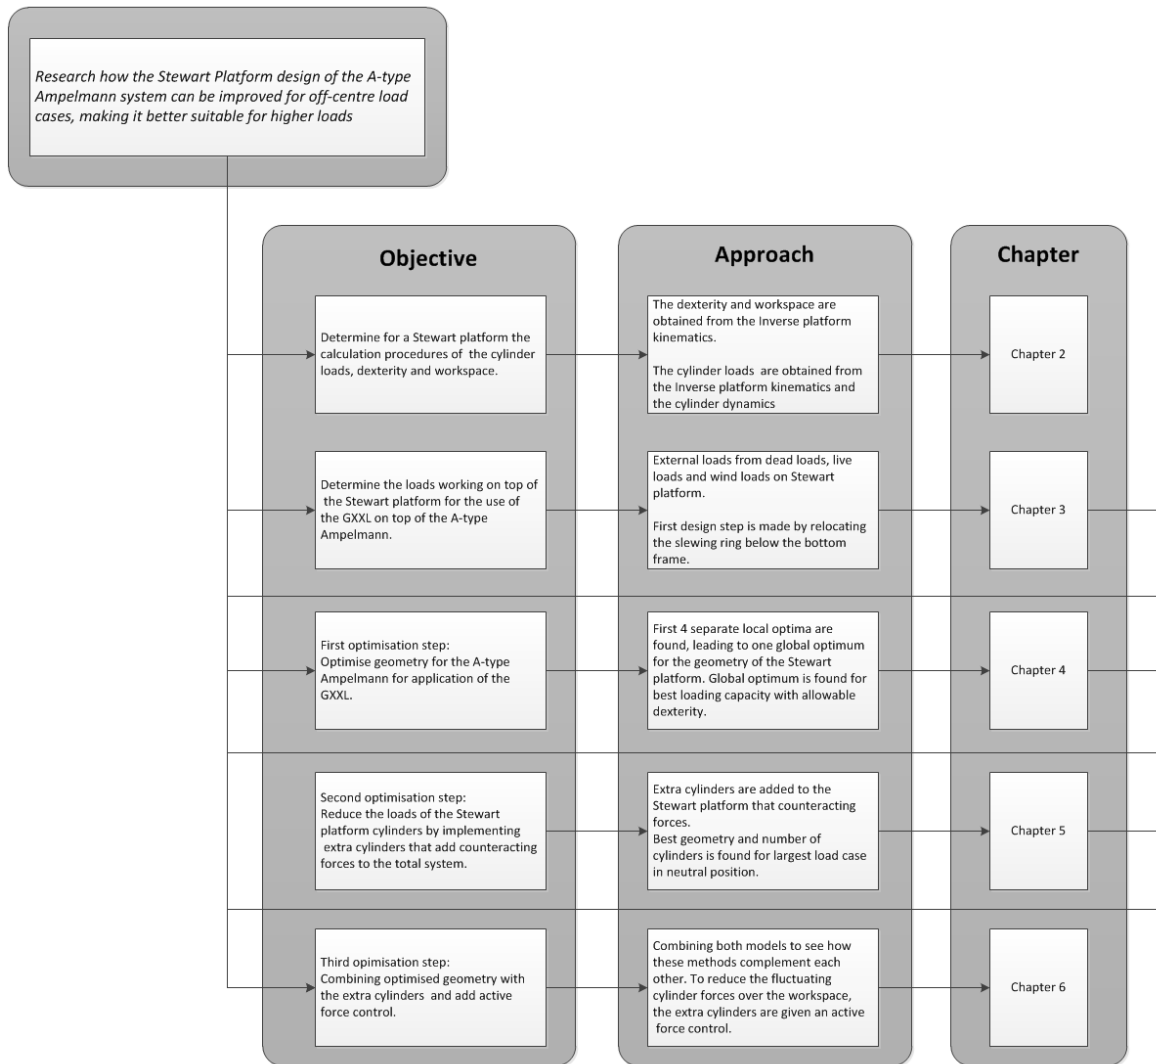 Research how the Stewart Platform design of the A-type
Ampelmann system can be improved for off-centre load
cases, making it better suitable for higher loads
Objective
Approach
Chapter
Determine for a Stewart platform the
calculation procedures of the cylinder
loads, dexterity and workspace.
The dexterity and workspace are
obtained from the Inverse platform
kinematics.
The cylinder loads are obtained from
the Inverse platform kinematics and
the cylinder dynamics
Chapter 2
Determine the loads working on top of
the Stewart platform for the use of
the GXXL on top of the A-type
Ampelmann.
External loads from dead loads, live
loads and wind loads on Stewart
platform.
First design step is made by relocating
the slewing ring below the bottom
frame.
Chapter 3
First optimisation step:
Optimise geometry for the A-type
Ampelmann for application of the
GXXL.
First 4 separate local optima are
found, leading to one global optimum
for the geometry of the Stewart
platform. Global optimum is found for
best loading capacity with allowable
dexterity.
Chapter 4
Second optimisation step:
Reduce the loads of the Stewart
platform cylinders by implementing
extra cylinders that add counteracting
forces to the total system.
Extra cylinders are added to the
Stewart platform that counteracting
forces.
Best geometry and number of
cylinders is found for largest load case
in neutral position.
Chapter 5
Third opimisation step:
Combining optimised geometry with
the extra cylinders and add active
force control.
Combining both models to see how
these methods complement each
other. To reduce the fluctuating
cylinder forces over the workspace,
the extra cylinders are given an active
force control.
Chapter 6